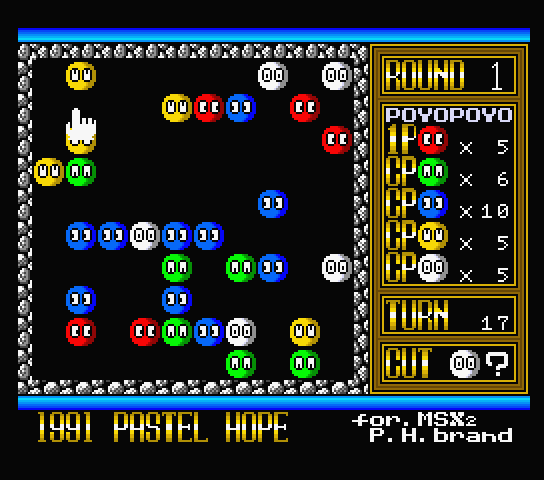 ROUND 1
POYOPOYO
1P × 5
CP × 6
CP × 10
CP × 5
CP × 5
TURN 17
CUT ?
1991 PASTEL HOPE
for. MSX2
P. H. brand